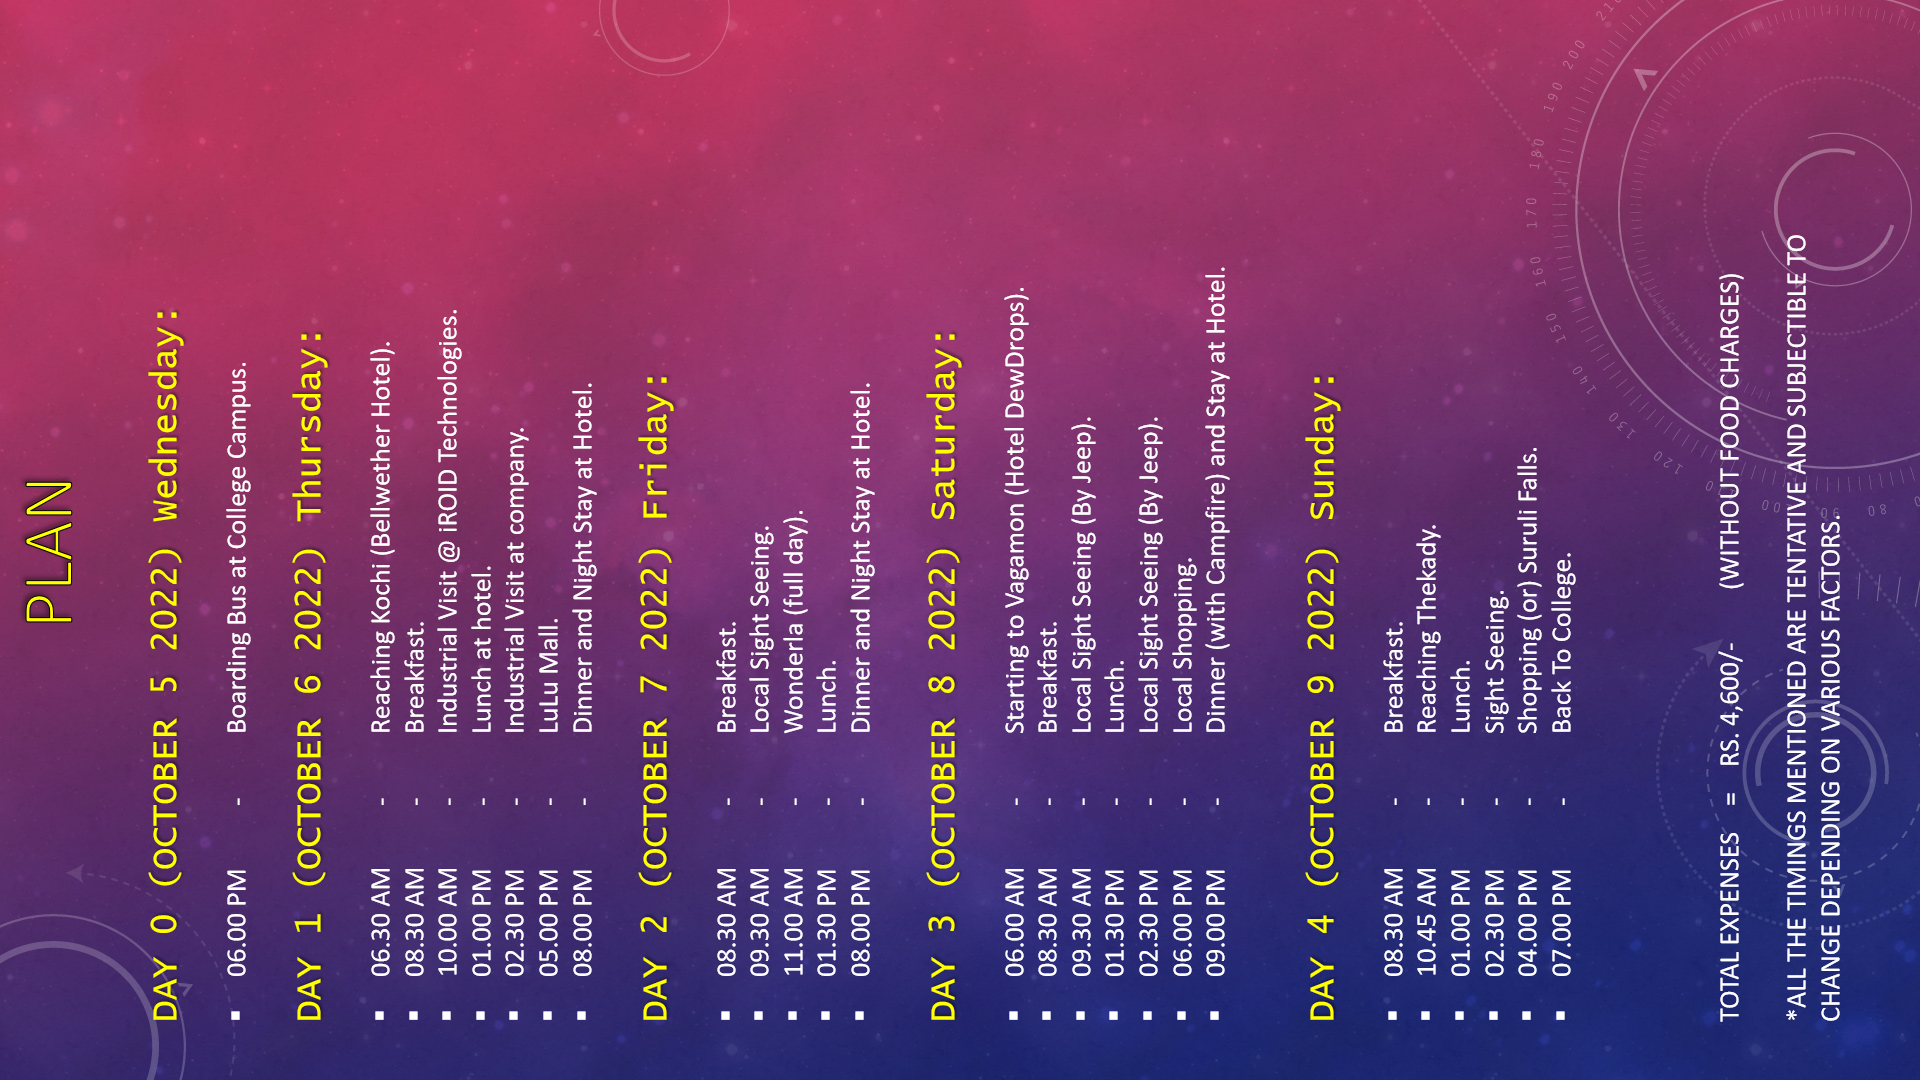 PLAN
DAY 0 (OCTOBER 5 2022) Wednesday:
▪ 06.00 PM - Boarding Bus at College Campus.
DAY 1 (OCTOBER 6 2022) Thursday:
▪ 06.30 AM - Reaching Kochi (Bellwether Hotel).
▪ 08.30 AM - Breakfast.
▪ 10.00 AM - Industrial Visit @ iROID Technologies.
▪ 01.00 PM - Lunch at hotel.
▪ 02.30 PM - Industrial Visit at company.
▪ 05.00 PM - LuLu Mall.
▪ 08.00 PM - Dinner and Night Stay at Hotel.
DAY 2 (OCTOBER 7 2022) Friday:
▪ 08.30 AM - Breakfast.
▪ 09.30 AM - Local Sight Seeing.
▪ 11.00 AM - Wonderla (full day).
▪ 01.30 PM - Lunch.
▪ 08.00 PM - Dinner and Night Stay at Hotel.
DAY 3 (OCTOBER 8 2022) Saturday:
▪ 06.00 AM - Starting to Vagamon (Hotel DewDrops).
▪ 08.30 AM - Breakfast.
▪ 09.30 AM - Local Sight Seeing (By Jeep).
▪ 01.30 PM - Lunch.
▪ 02.30 PM - Local Sight Seeing (By Jeep).
▪ 06.00 PM - Local Shopping.
▪ 09.00 PM - Dinner (with Campfire) and Stay at Hotel.
DAY 4 (OCTOBER 9 2022) Sunday:
▪ 08.30 AM - Breakfast.
▪ 10.45 AM - Reaching Thekady.
▪ 01.00 PM - Lunch.
▪ 02.30 PM - Sight Seeing.
▪ 04.00 PM - Shopping (or) Suruli Falls.
▪ 07.00 PM - Back To College.
TOTAL EXPENSES = RS. 4,600/- (WITHOUT FOOD CHARGES)
*ALL THE TIMINGS MENTIONED ARE TENTATIVE AND SUBJECTIBLE TO
CHANGE DEPENDING ON VARIOUS FACTORS.